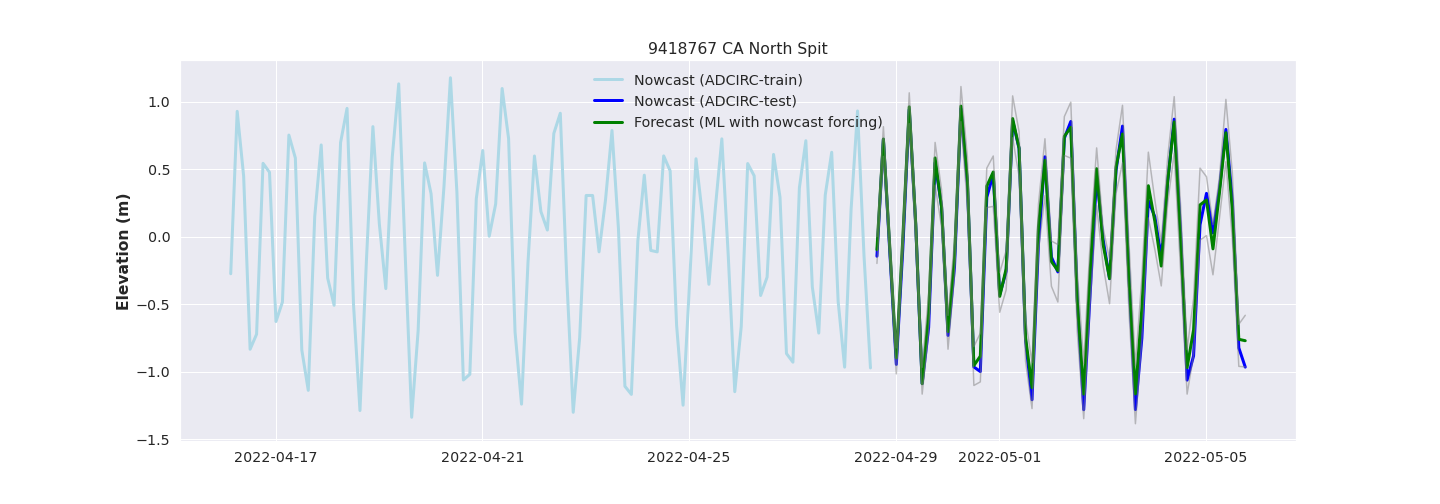 9418767 CA North Spit
Nowcast (ADCIRC-train)
Nowcast (ADCIRC-test)
Forecast (ML with nowcast forcing)
Elevation (m)
1.0
0.5
0.0
−0.5
−1.0
−1.5
2022-04-17 2022-04-21 2022-04-25 2022-04-29 2022-05-01 2022-05-05